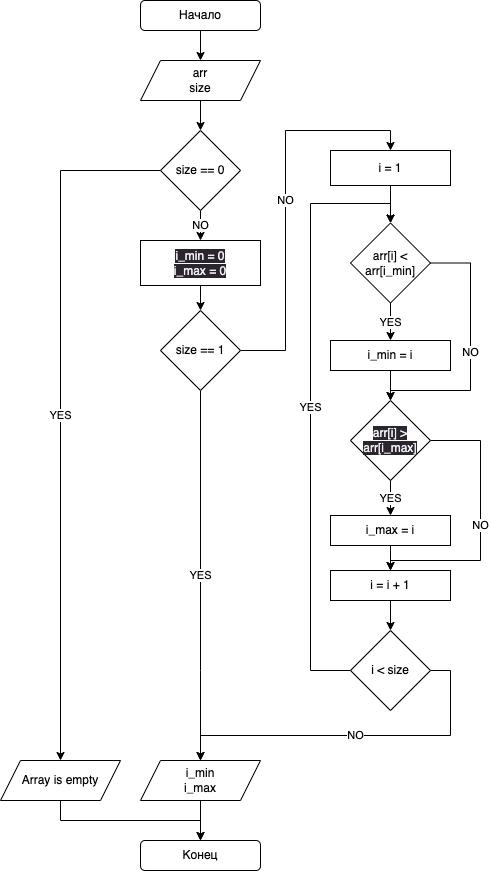 Начало
arr
size
size == 0
NO
YES
i_min = 0
i_max = 0
size == 1
NO
YES
i = 1
arr[i] <
arr[i_min]
YES
NO
i_min = i
YES
arr[i] >
arr[i_max]
YES
NO
i_max = i
i = i + 1
i < size
NO
Array is empty
i_min
i_max
Конец